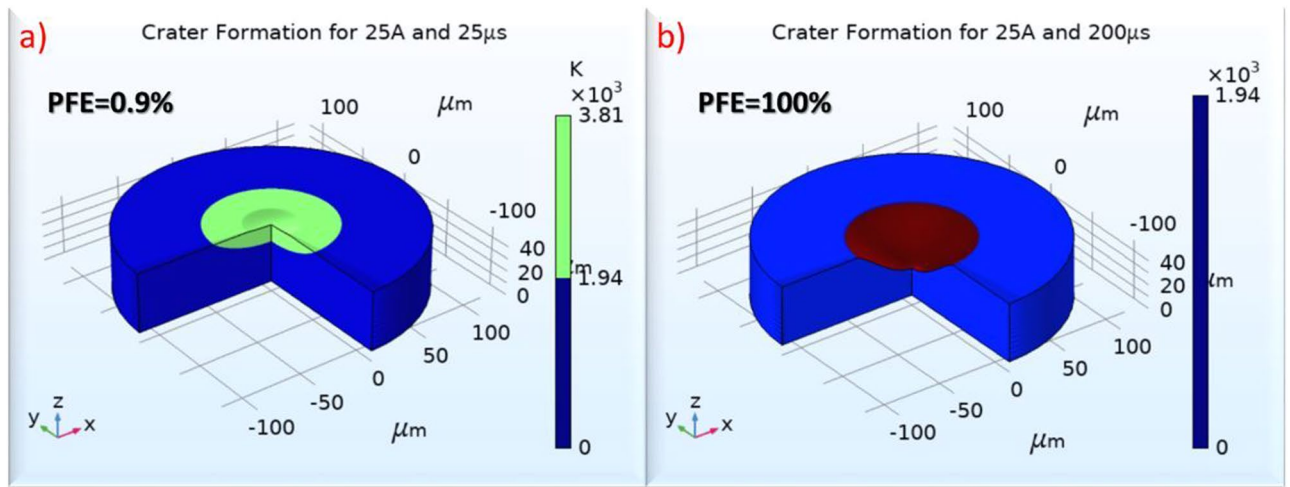 a)
Crater Formation for 25A and 25µs
PFE=0.9%
K
×10³
3.81
1.94
0
100
µm
0
-100
40
20
0
µm
100
50
0
-50
-100
µm
z
y
x
b)
Crater Formation for 25A and 200µs
PFE=100%
×10³
1.94
0
100
µm
0
-100
40
20
0
µm
100
50
0
-50
-100
µm
z
y
x